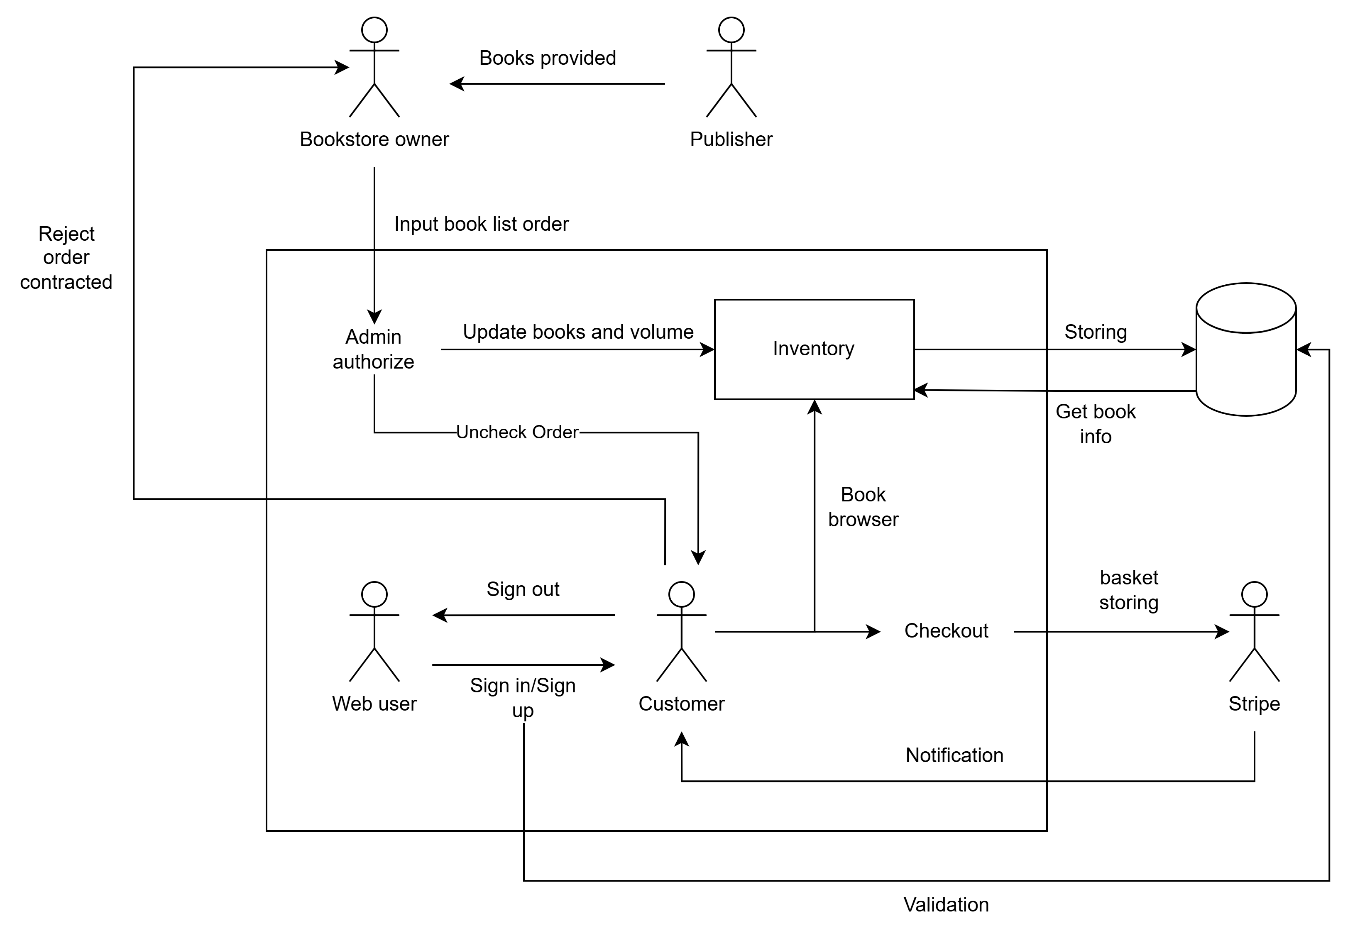 Books provided
Bookstore owner
Publisher
Input book list order
Reject
order
contracted
Admin
authorize
Update books and volume
Inventory
Storing
Get book
info
Uncheck Order
Book
browser
Sign out
basket
storing
Checkout
Sign in/Sign
up
Web user
Customer
Stripe
Notification
Validation